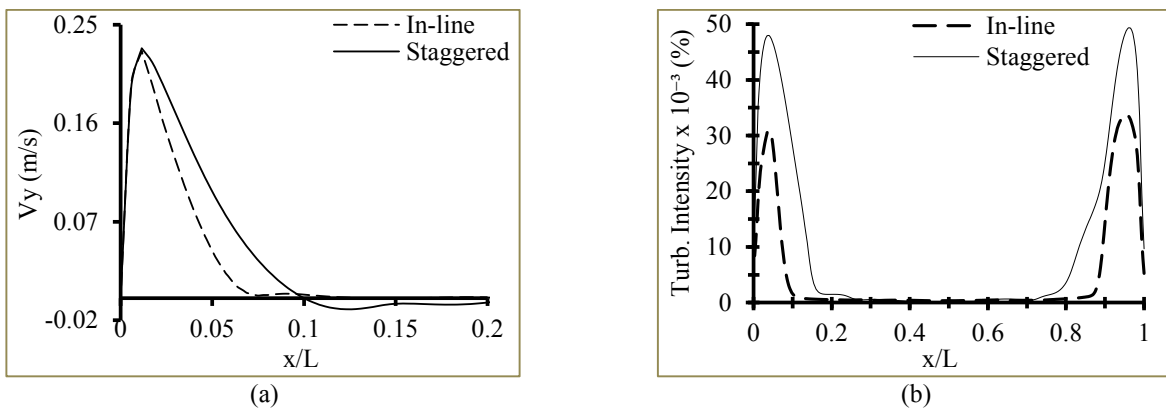 0.25
0.16
0.07
-0.02
Vy (m/s)
In-line
Staggered
0 0.05 0.1 0.15 0.2
x/L
(a)
50
40
30
20
10
0
Turb. Intensity x 10⁻³ (%)
In-line
Staggered
0 0.2 0.4 0.6 0.8 1
x/L
(b)